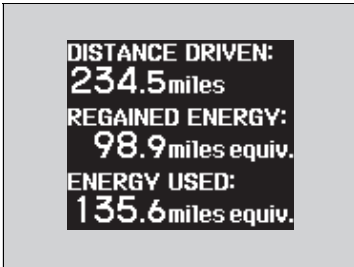 DISTANCE DRIVEN:
234.5miles
REGAINED ENERGY:
98.9miles equiv.
ENERGY USED:
135.6miles equiv.